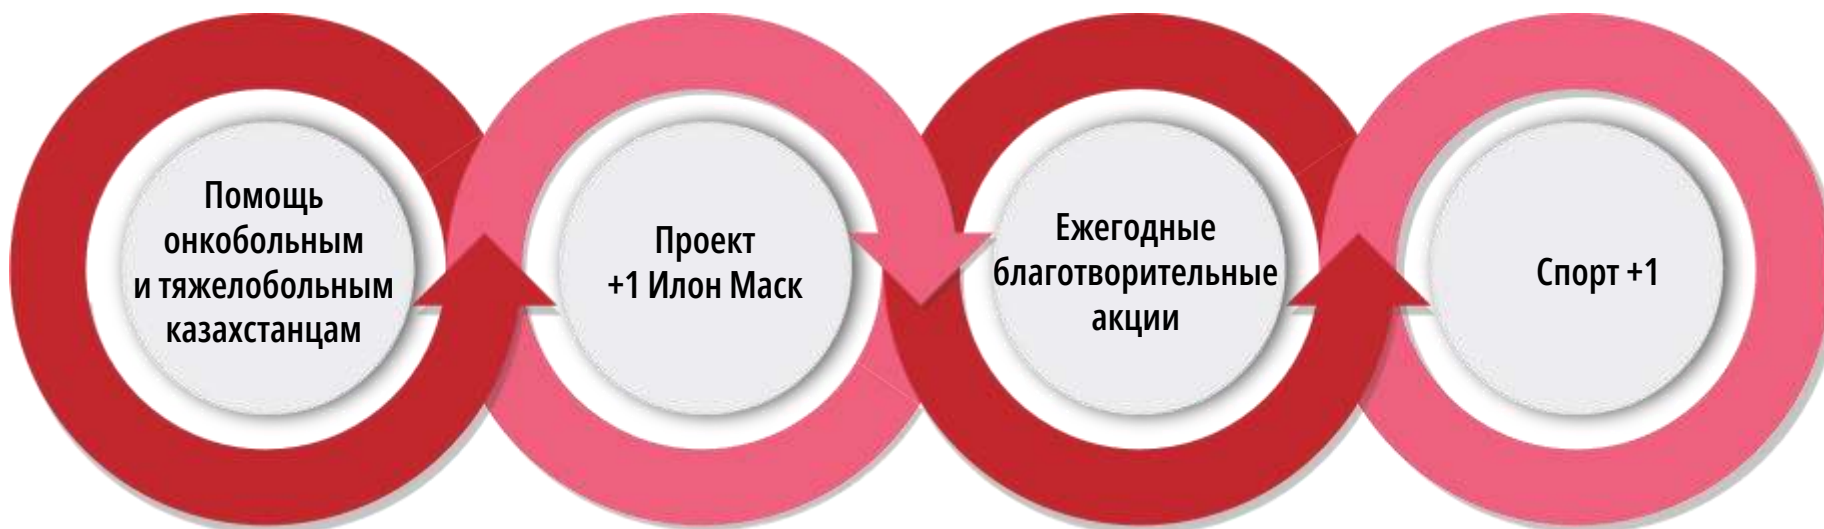 Помощь
онкобольным
и тяжелобольным
казахстанцам
Проект
+1 Илон Маск
Ежегодные
благотворительные
акции
Спорт +1